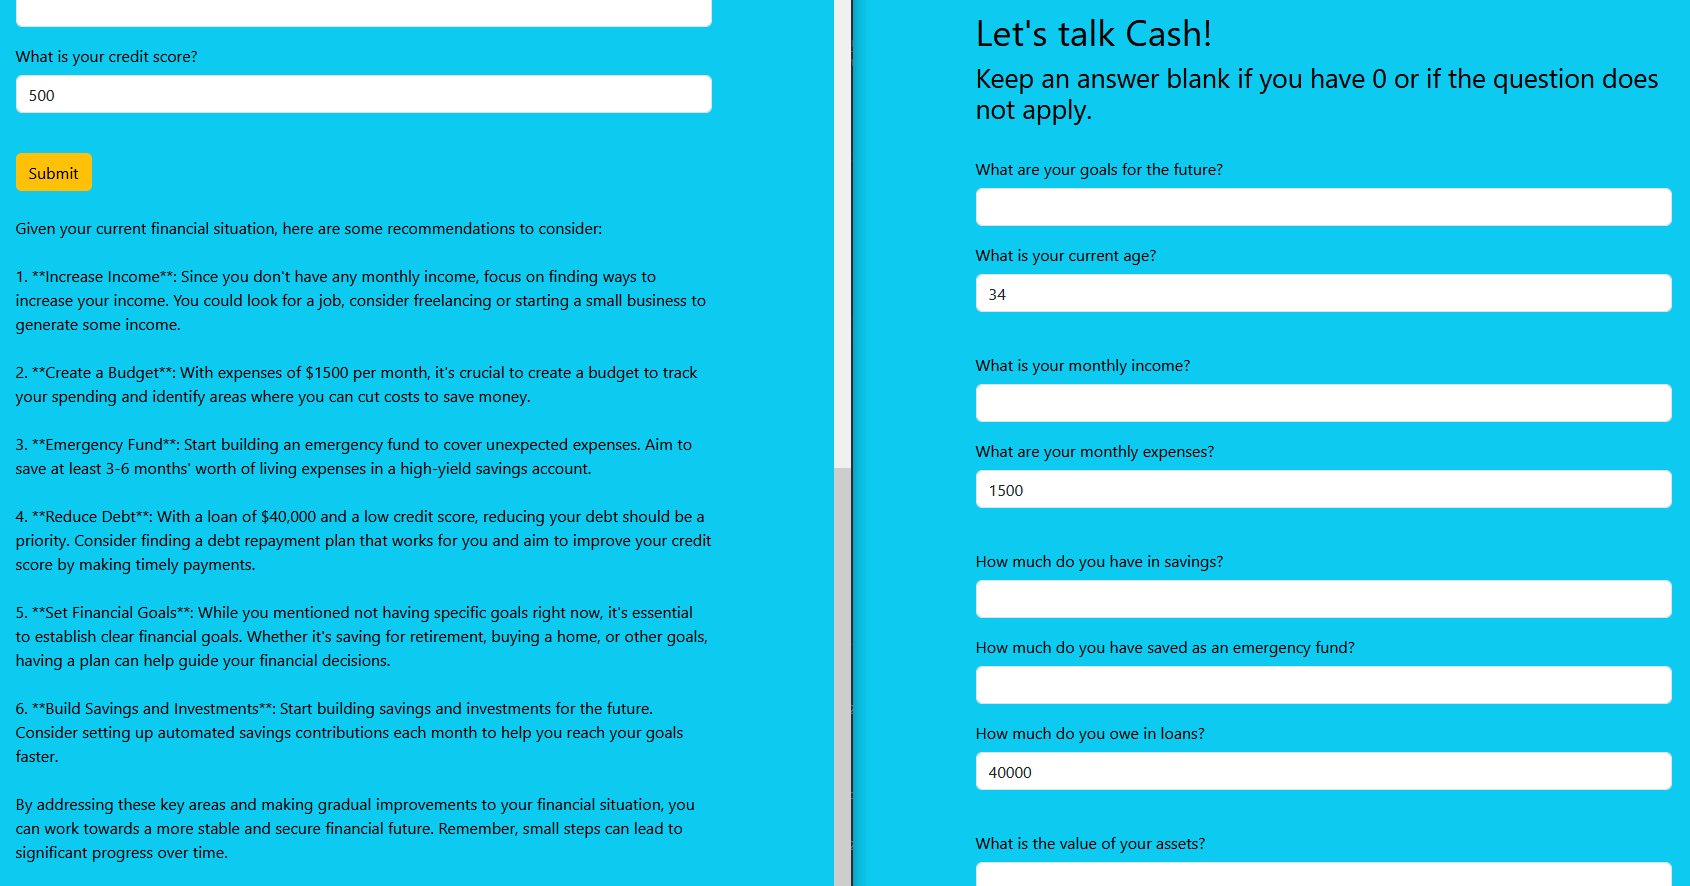 What is your credit score?
500
Submit
Given your current financial situation, here are some recommendations to consider:
1. **Increase Income**: Since you don't have any monthly income, focus on finding ways to
increase your income. You could look for a job, consider freelancing or starting a small business to
generate some income.
2. **Create a Budget**: With expenses of $1500 per month, it's crucial to create a budget to track
your spending and identify areas where you can cut costs to save money.
3. **Emergency Fund**: Start building an emergency fund to cover unexpected expenses. Aim to
save at least 3-6 months' worth of living expenses in a high-yield savings account.
4. **Reduce Debt**: With a loan of $40,000 and a low credit score, reducing your debt should be a
priority. Consider finding a debt repayment plan that works for you and aim to improve your credit
score by making timely payments.
5. **Set Financial Goals**: While you mentioned not having specific goals right now, it's essential
to establish clear financial goals. Whether it's saving for retirement, buying a home, or other goals,
having a plan can help guide your financial decisions.
6. **Build Savings and Investments**: Start building savings and investments for the future.
Consider setting up automated savings contributions each month to help you reach your goals
faster.
By addressing these key areas and making gradual improvements to your financial situation, you
can work towards a more stable and secure financial future. Remember, small steps can lead to
significant progress over time.
Let's talk Cash!
Keep an answer blank if you have 0 or if the question does
not apply.
What are your goals for the future?
What is your current age?
34
What is your monthly income?
What are your monthly expenses?
1500
How much do you have in savings?
How much do you have saved as an emergency fund?
How much do you owe in loans?
40000
What is the value of your assets?